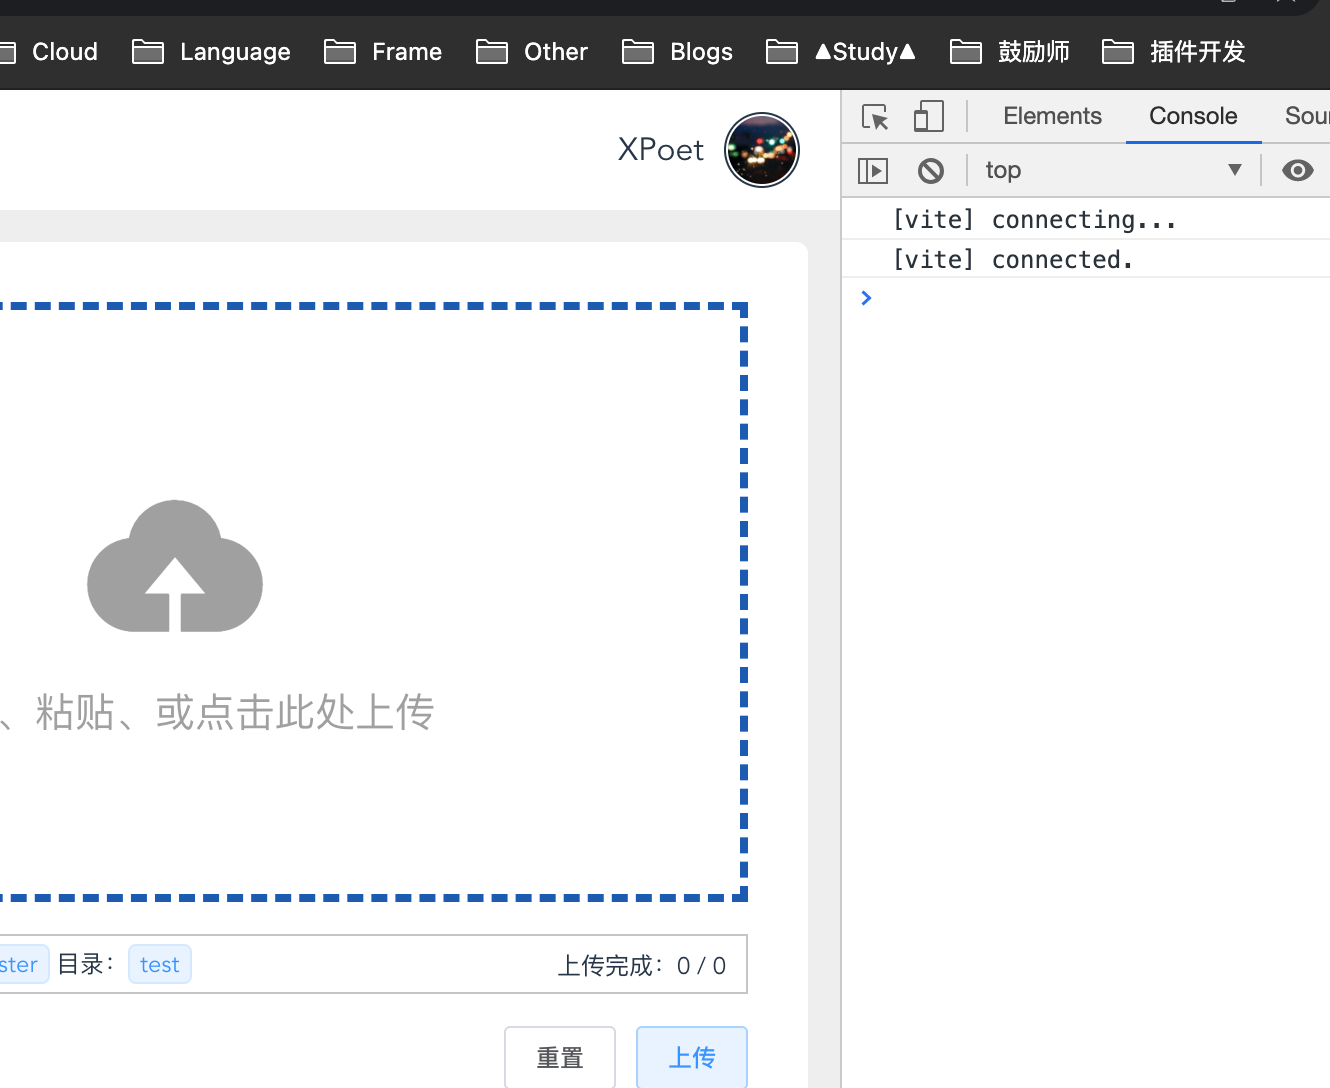 Cloud Language Frame Other Blogs ▲Study▲ 鼓励师 插件开发
XPoet
Elements Console
top
[vite] connecting...
[vite] connected.
、粘贴、或点击此处上传
目录： test 上传完成：0 / 0
重置 上传